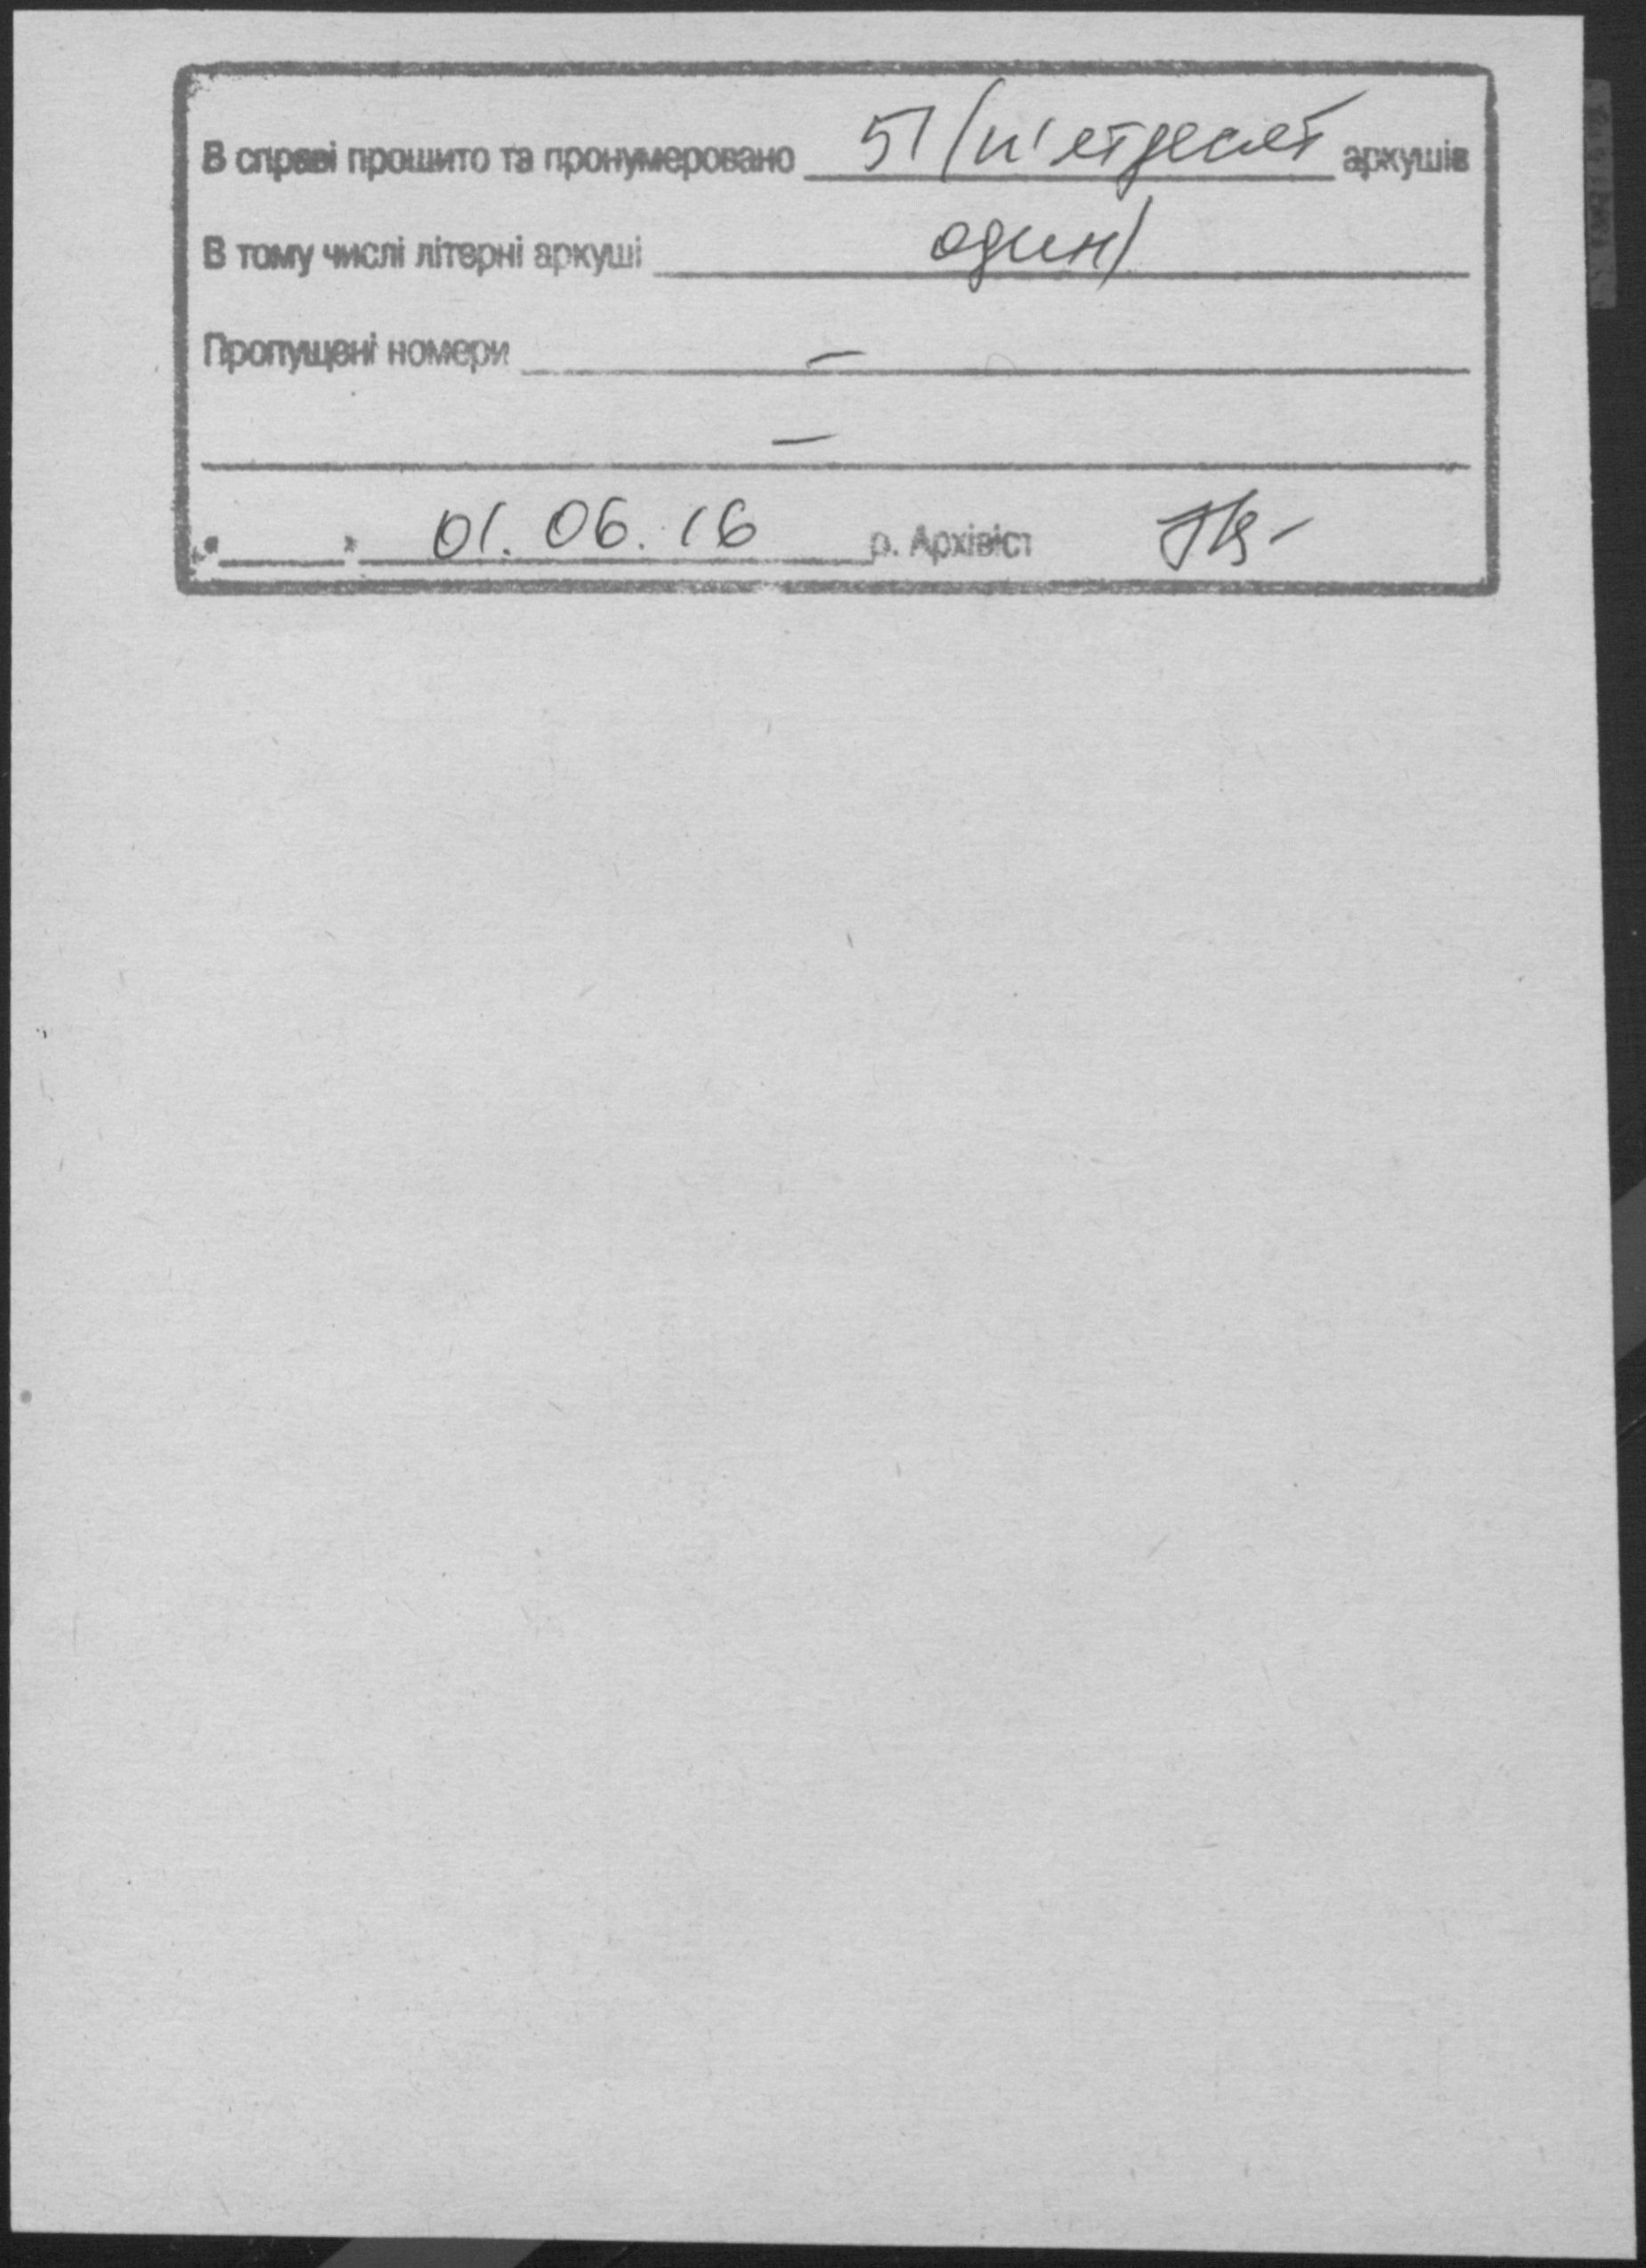 В справі прошито та пронумеровано 51 (п'ятдесят аркушів
В тому числі літерні аркуші один)
Пропущені номери —
—
" " 01. 06. 16 р. Архівіст